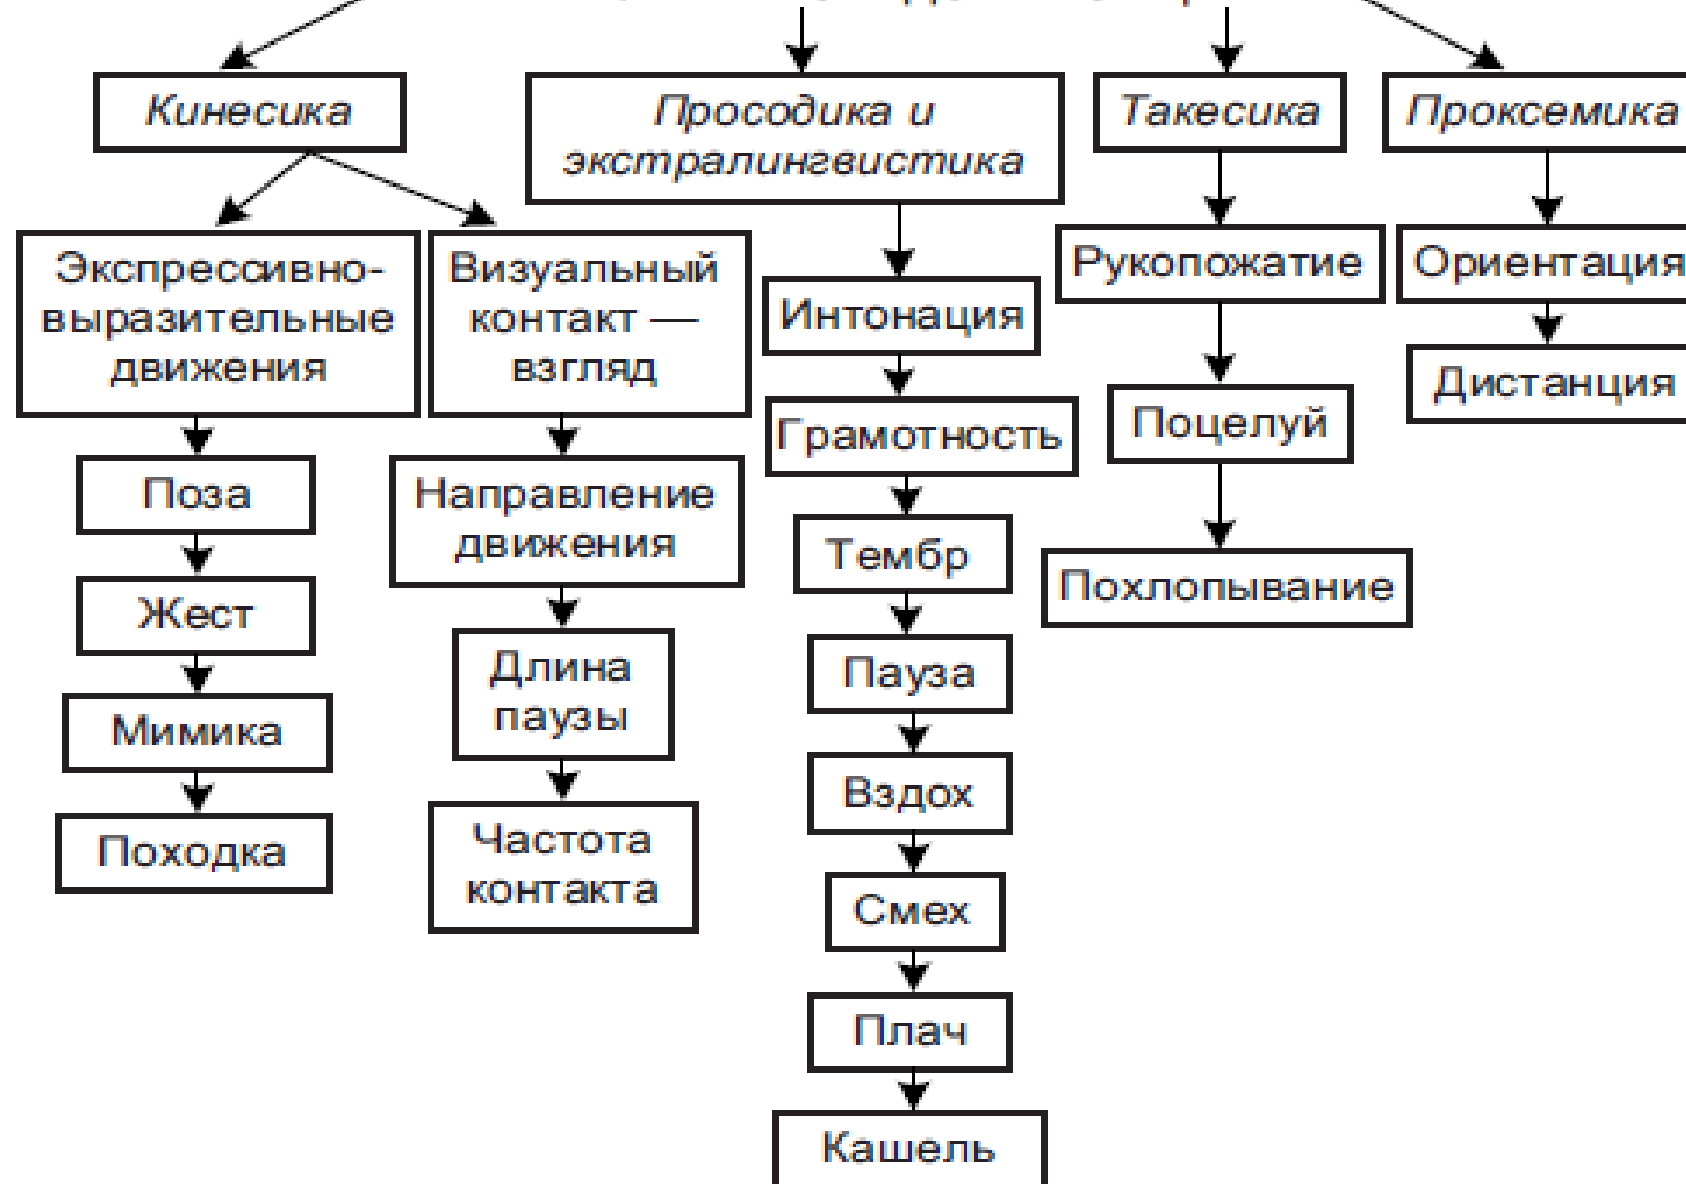 Кинесика
Просодика и
экстралингвистика
Такесика
Проксемика
Экспрессивно-
выразительные
движения
Визуальный
контакт —
взгляд
Интонация
Рукопожатие
Ориентация
Грамотность
Поцелуй
Дистанция
Поза
Направление
движения
Тембр
Похлопывание
Жест
Длина
паузы
Пауза
Мимика
Вздох
Походка
Частота
контакта
Смех
Плач
Кашель